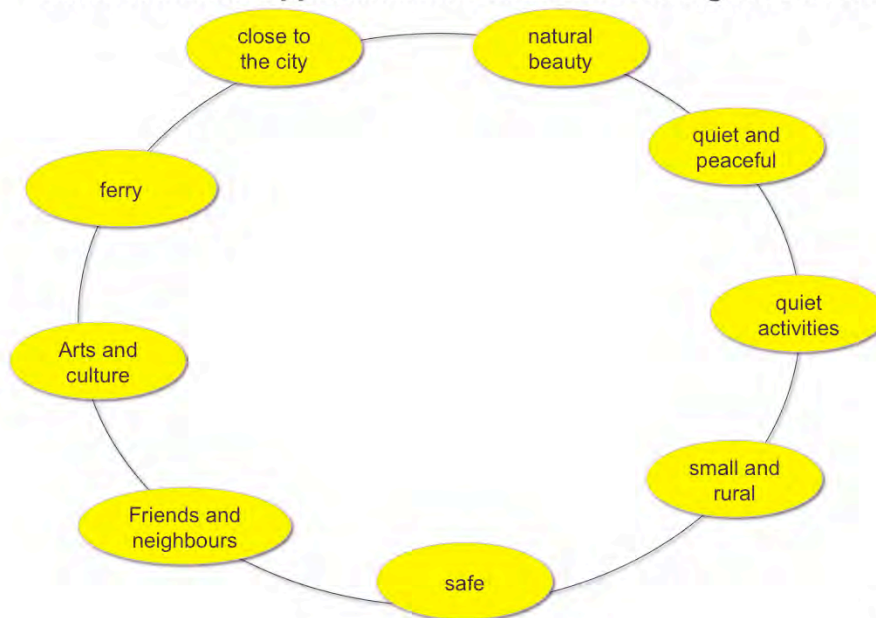 close to
the city
natural
beauty
quiet and
peaceful
ferry
quiet
activities
Arts and
culture
small and
rural
Friends and
neighbours
safe